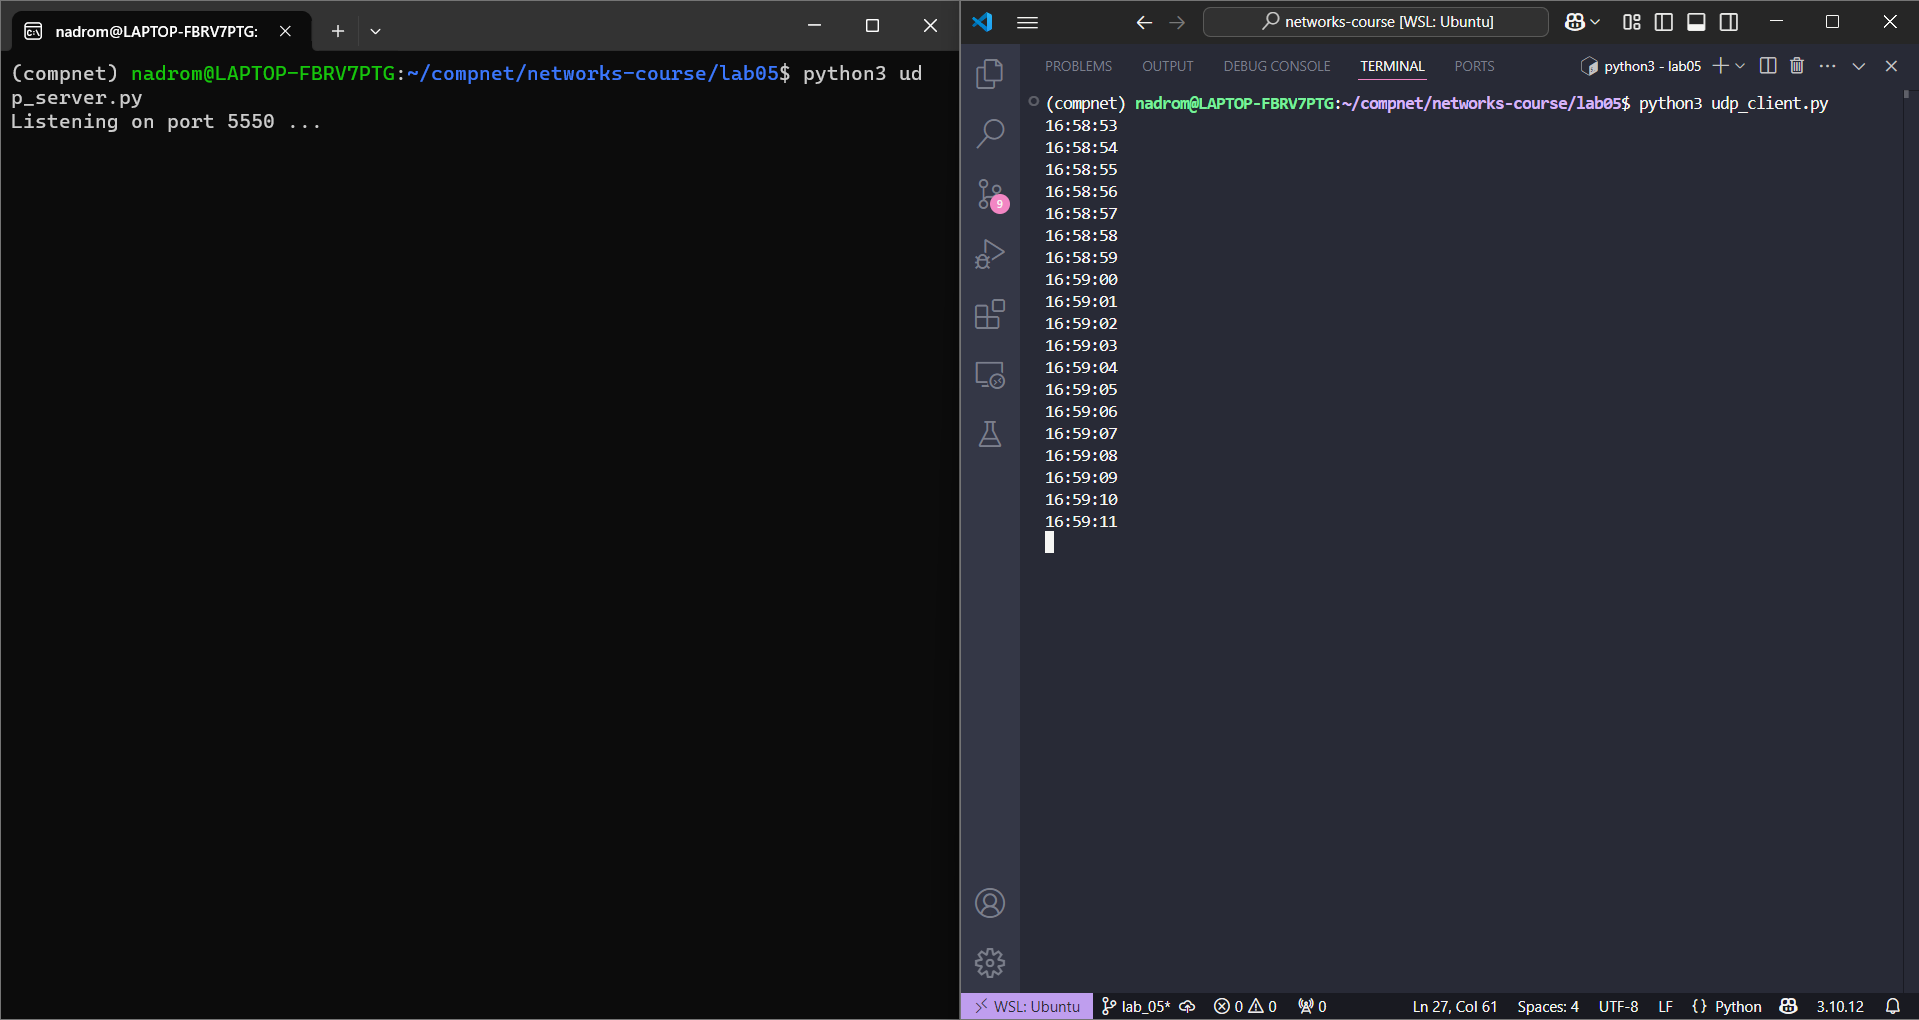 nadrom@LAPTOP-FBRV7PTG:
(compnet) nadrom@LAPTOP-FBRV7PTG:~/compnet/networks-course/lab05$ python3 ud
p_server.py
Listening on port 5550 ...
networks-course [WSL: Ubuntu]
PROBLEMS OUTPUT DEBUG CONSOLE TERMINAL PORTS python3 - lab05
(compnet) nadrom@LAPTOP-FBRV7PTG:~/compnet/networks-course/lab05$ python3 udp_client.py
16:58:53
16:58:54
16:58:55
16:58:56
16:58:57
16:58:58
16:58:59
16:59:00
16:59:01
16:59:02
16:59:03
16:59:04
16:59:05
16:59:06
16:59:07
16:59:08
16:59:09
16:59:10
16:59:11
9
WSL: Ubuntu lab_05* 0 0 0 Ln 27, Col 61 Spaces: 4 UTF-8 LF {} Python 3.10.12